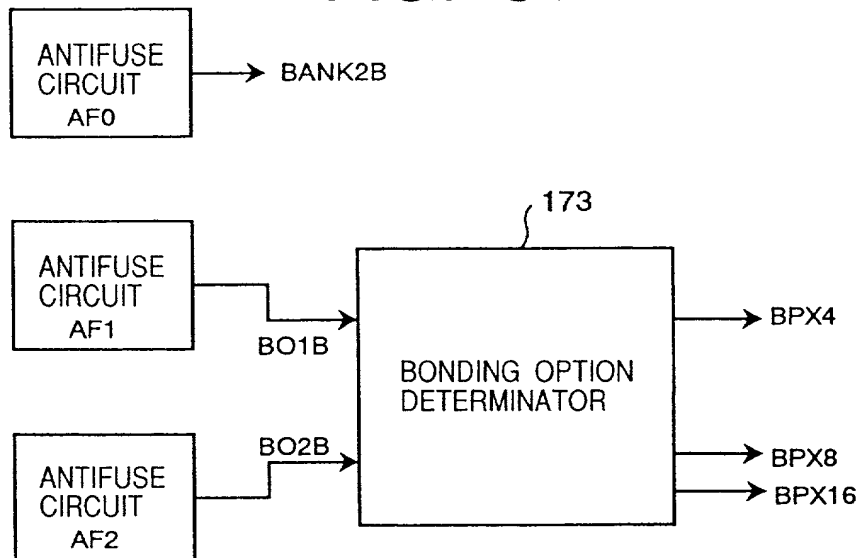 ANTIFUSE
CIRCUIT
AF0
BANK2B
173
ANTIFUSE
CIRCUIT
AF1
BO1B
BPX4
BONDING OPTION
DETERMINATOR
BO2B
BPX8
BPX16
ANTIFUSE
CIRCUIT
AF2